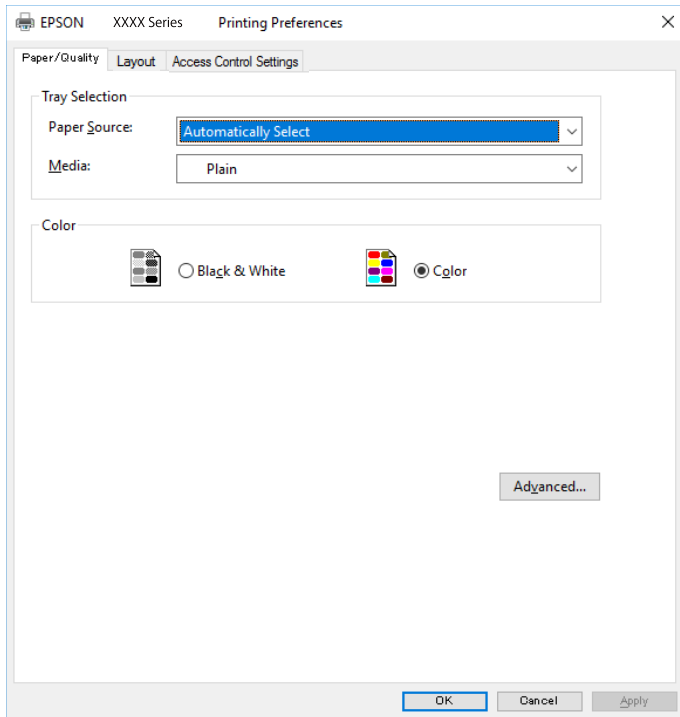 EPSON XXXX Series Printing Preferences
Paper/Quality Layout Access Control Settings
Tray Selection
Paper Source: Automatically Select
Media: Plain
Color
Black & White Color
Advanced...
OK Cancel Apply